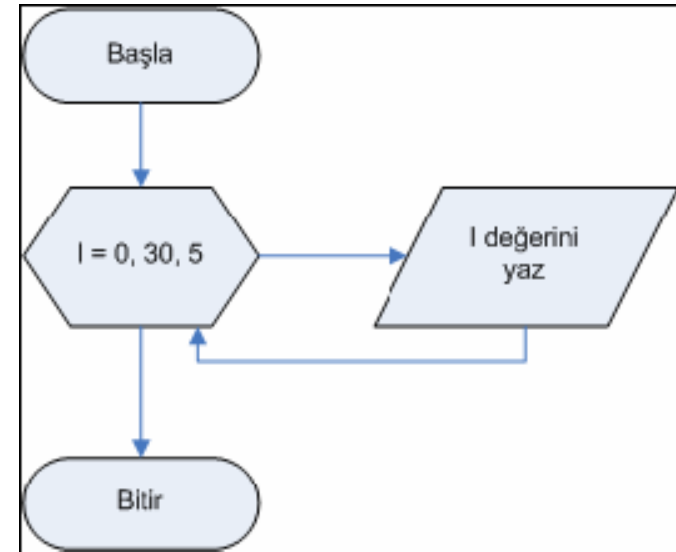 Başla
I = 0, 30, 5
I değerini
yaz
Bitir